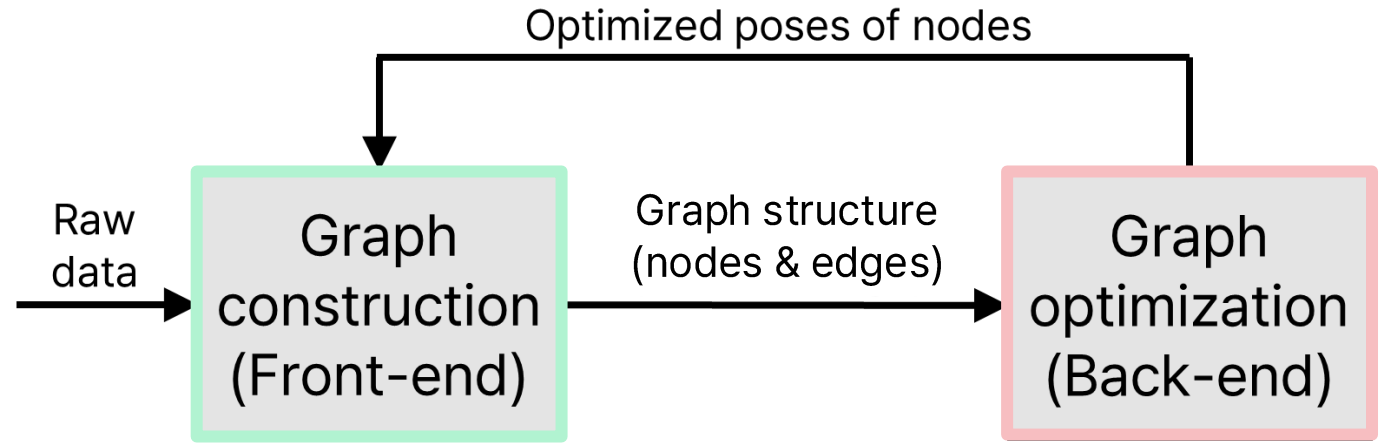 Optimized poses of nodes
Raw
data
Graph
construction
(Front-end)
Graph structure
(nodes & edges)
Graph
optimization
(Back-end)